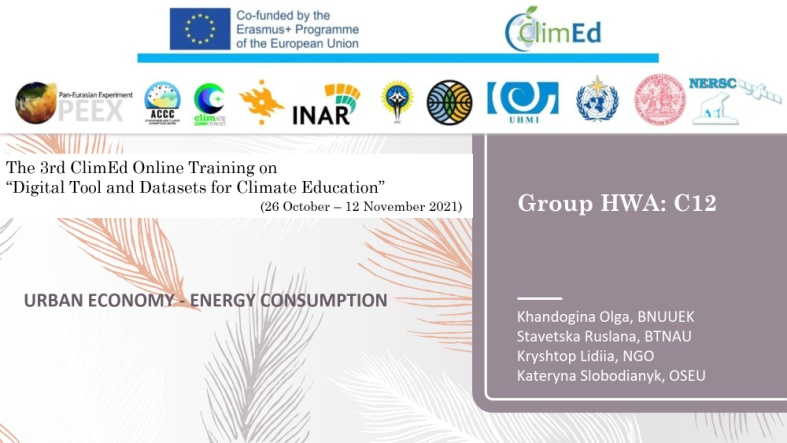 Co-funded by the
Erasmus+ Programme
of the European Union
ClimEd
Pan-Eurasian Experiment
PEEX
ACCC
INAR
UHMI
NERSC
The 3rd ClimEd Online Training on
“Digital Tool and Datasets for Climate Education”
(26 October – 12 November 2021)
Group HWA: C12
URBAN ECONOMY - ENERGY CONSUMPTION
Khandogina Olga, BNUUEK
Stavetska Ruslana, BTNAU
Kryshtop Lidiia, NGO
Kateryna Slobodianyk, OSEU